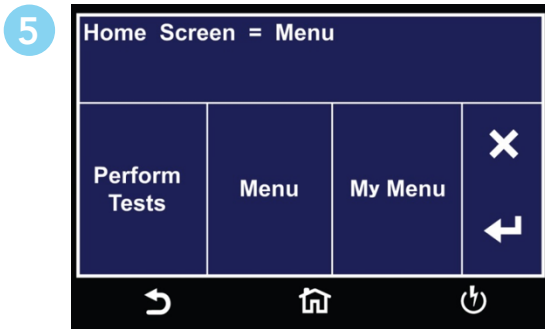 5
Home Screen = Menu
Perform
Tests
Menu
My Menu